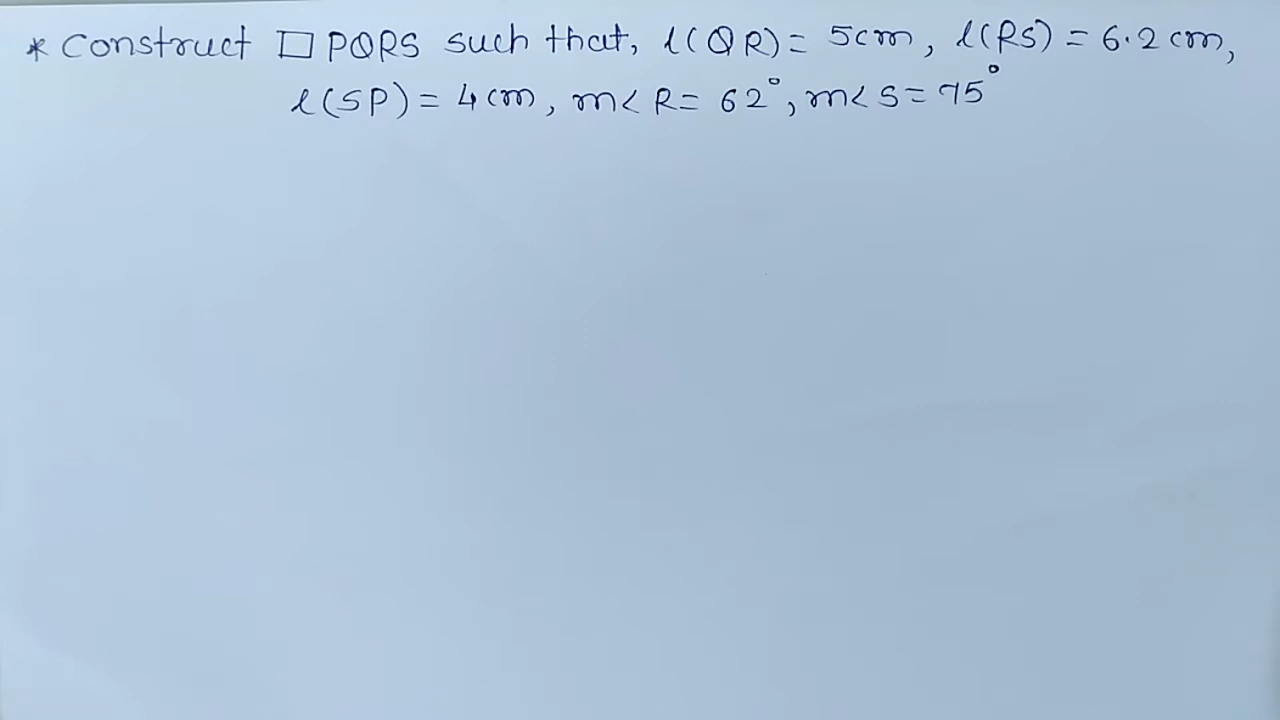 * Construct □ PQRS such that, l(QR) = 5cm, l(RS) = 6.2 cm,
l(SP) = 4 cm, m< R = 62°, m< S = 75°